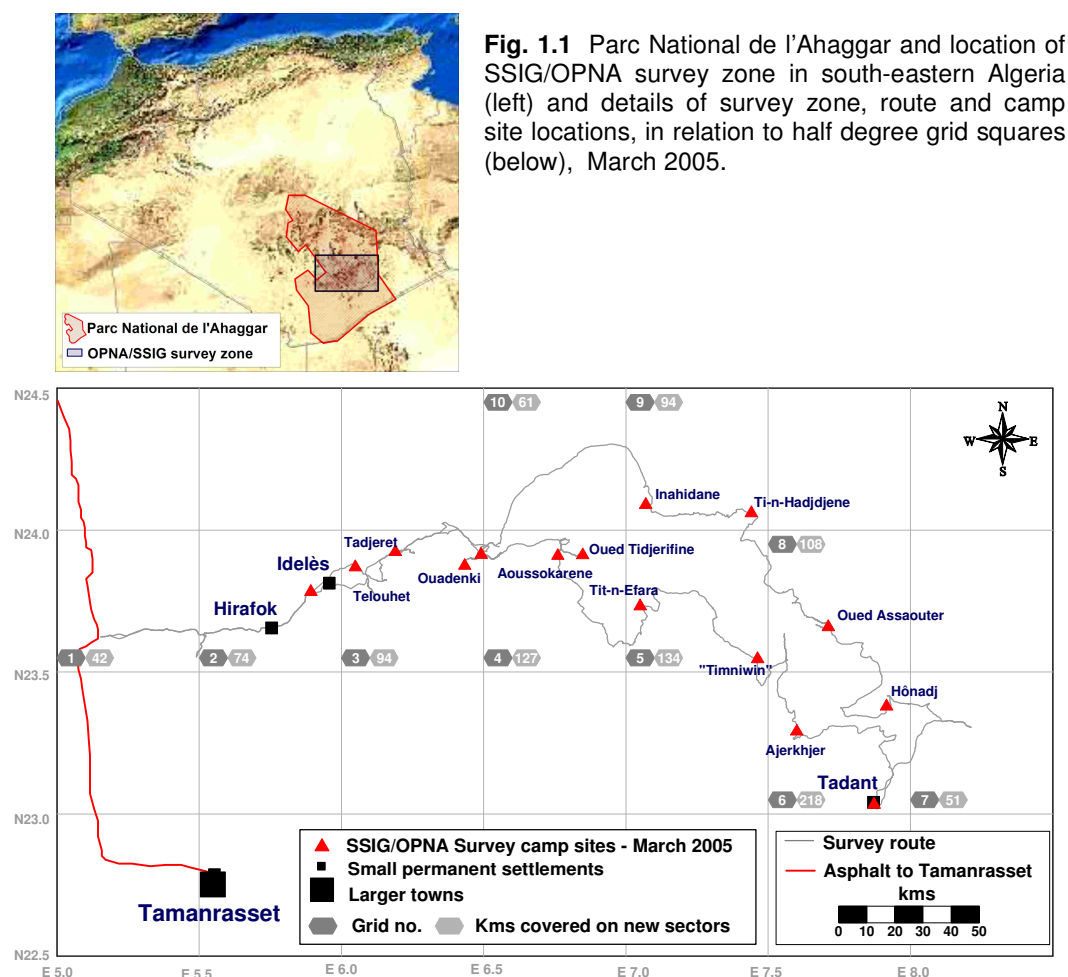 Fig. 1.1 Parc National de l'Ahaggar and location of
SSIG/OPNA survey zone in south-eastern Algeria
(left) and details of survey zone, route and camp
site locations, in relation to half degree grid squares
(below), March 2005.
Parc National de l'Ahaggar
OPNA/SSIG survey zone
N24.5
10 61
9 94
N
W E
S
Inahidane
Ti-n-Hadjdjene
N24.0
Tadjeret
8 108
Idelès
Oued Tidjerifine
Ouadenki
Aoussokarene
Telouhet
Tit-n-Efara
Hirafok
Oued Assaouter
1 42
2 74
3 94
4 127
5 134
N23.5
"Timniwin"
Hônadj
Ajerkhjer
Tadant
6 218
7 51
N23.0
SSIG/OPNA Survey camp sites - March 2005
Small permanent settlements
Larger towns
Grid no. Kms covered on new sectors
Survey route
Asphalt to Tamanrasset
kms
0 10 20 30 40 50
Tamanrasset
N22.5
E 5.0 E 5.5 E 6.0 E 6.5 E 7.0 E 7.5 E 8.0